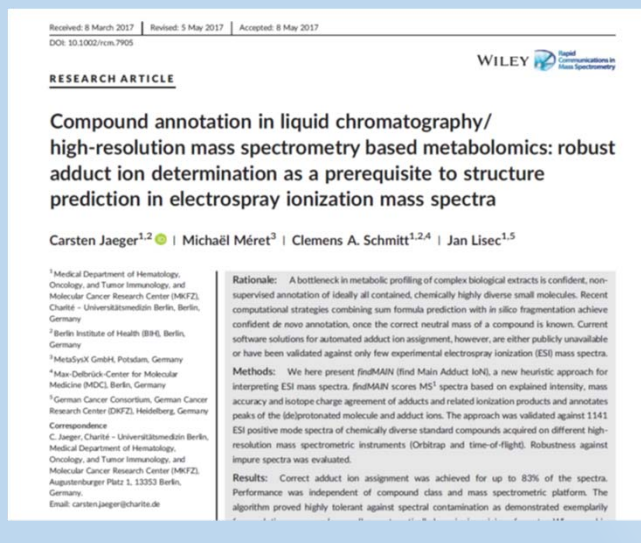 Received: 8 March 2017 | Revised: 5 May 2017 | Accepted: 8 May 2017
DOI: 10.1002/rcm.7905
WILEY Rapid Communications in Mass Spectrometry
RESEARCH ARTICLE
Compound annotation in liquid chromatography/
high-resolution mass spectrometry based metabolomics: robust
adduct ion determination as a prerequisite to structure
prediction in electrospray ionization mass spectra
Carsten Jaeger1,2 iD | Michaël Méret3 | Clemens A. Schmitt1,2,4 | Jan Lisec1,5
1Medical Department of Hematology,
Oncology, and Tumor Immunology, and
Molecular Cancer Research Center (MKFZ),
Charité – Universitätsmedizin Berlin, Berlin,
Germany
2Berlin Institute of Health (BIH), Berlin,
Germany
3MetaSysX GmbH, Potsdam, Germany
4Max-Delbrück-Center for Molecular
Medicine (MDC), Berlin, Germany
5German Cancer Consortium, German Cancer
Research Center (DKFZ), Heidelberg, Germany
Correspondence
C. Jaeger, Charité – Universitätsmedizin Berlin,
Medical Department of Hematology,
Oncology, and Tumor Immunology, and
Molecular Cancer Research Center (MKFZ),
Augustenburger Platz 1, 13353 Berlin,
Germany.
Email: carsten.jaeger@charite.de
Rationale: A bottleneck in metabolic profiling of complex biological extracts is confident, non-
supervised annotation of ideally all contained, chemically highly diverse small molecules. Recent
computational strategies combining sum formula prediction with in silico fragmentation achieve
confident de novo annotation, once the correct neutral mass of a compound is known. Current
software solutions for automated adduct ion assignment, however, are either publicly unavailable
or have been validated against only few experimental electrospray ionization (ESI) mass spectra.
Methods: We here present findMAIN (find Main Adduct IoN), a new heuristic approach for
interpreting ESI mass spectra. findMAIN scores MS1 spectra based on explained intensity, mass
accuracy and isotope charge agreement of adducts and related ionization products and annotates
peaks of the (de)protonated molecule and adduct ions. The approach was validated against 1141
ESI positive mode spectra of chemically diverse standard compounds acquired on different high-
resolution mass spectrometric instruments (Orbitrap and time-of-flight). Robustness against
impure spectra was evaluated.
Results: Correct adduct ion assignment was achieved for up to 83% of the spectra.
Performance was independent of compound class and mass spectrometric platform. The
algorithm proved highly tolerant against spectral contamination as demonstrated exemplarily